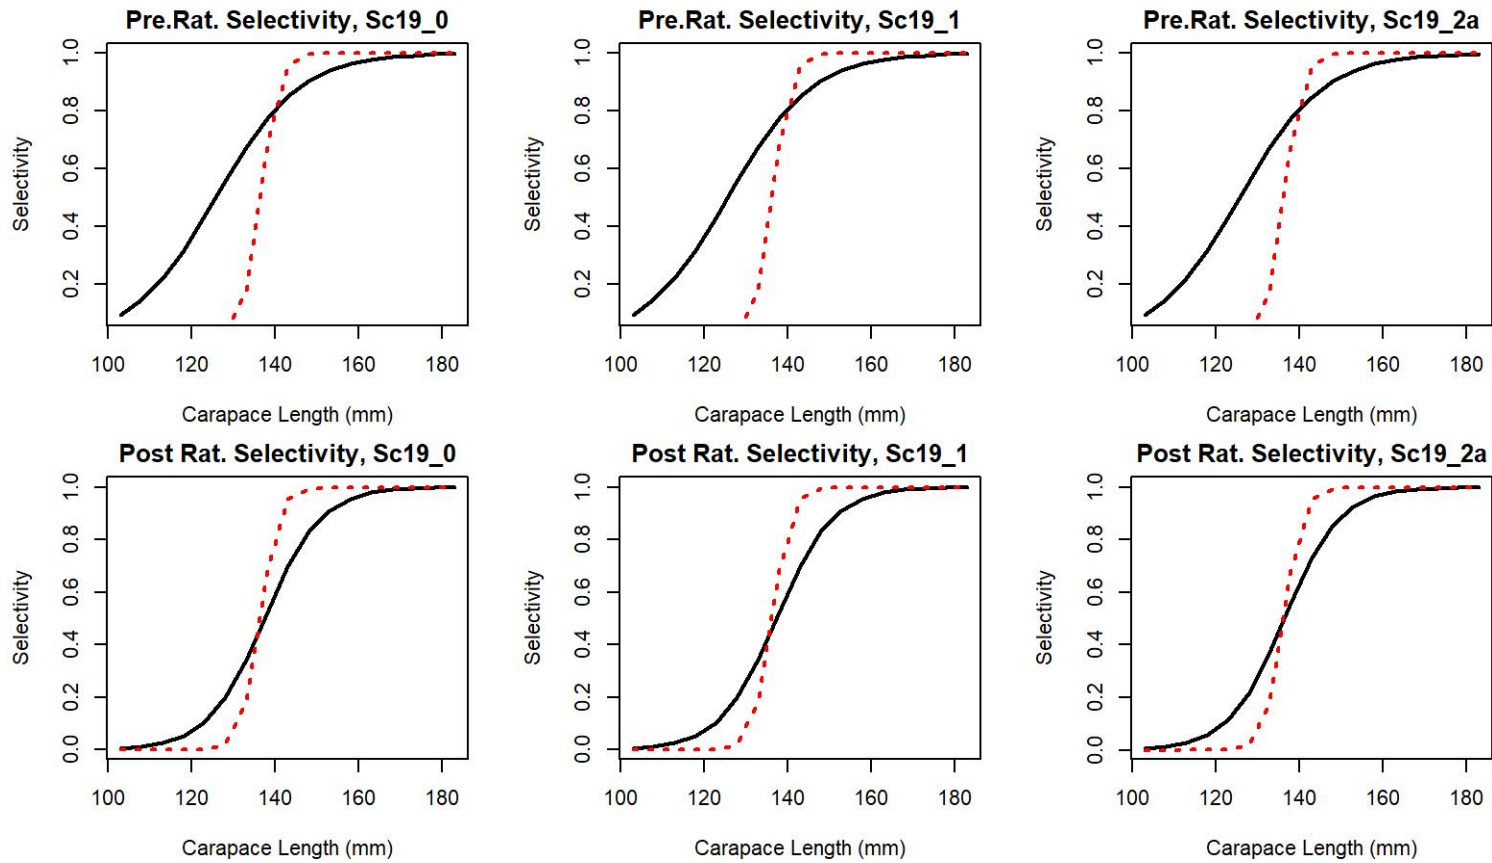 Pre.Rat. Selectivity, Sc19_0
Selectivity
1.0
0.8
0.6
0.4
0.2
100 120 140 160 180
Carapace Length (mm)
Pre.Rat. Selectivity, Sc19_1
Selectivity
1.0
0.8
0.6
0.4
0.2
100 120 140 160 180
Carapace Length (mm)
Pre.Rat. Selectivity, Sc19_2a
Selectivity
1.0
0.8
0.6
0.4
0.2
100 120 140 160 180
Carapace Length (mm)
Post Rat. Selectivity, Sc19_0
Selectivity
1.0
0.8
0.6
0.4
0.2
0.0
100 120 140 160 180
Carapace Length (mm)
Post Rat. Selectivity, Sc19_1
Selectivity
1.0
0.8
0.6
0.4
0.2
0.0
100 120 140 160 180
Carapace Length (mm)
Post Rat. Selectivity, Sc19_2a
Selectivity
1.0
0.8
0.6
0.4
0.2
0.0
100 120 140 160 180
Carapace Length (mm)